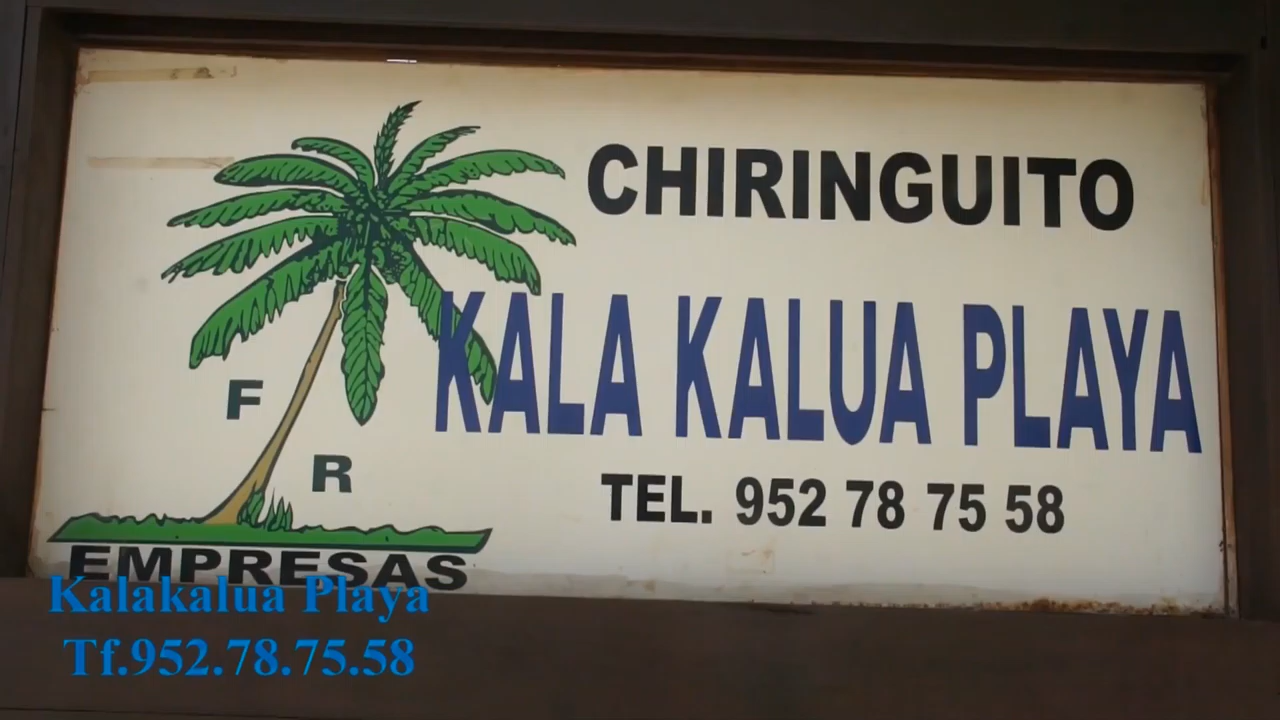 CHIRINGUITO
KALA KALUA PLAYA
TEL. 952 78 75 58
F
R
EMPRESAS
Kalakalua Playa
Tf.952.78.75.58